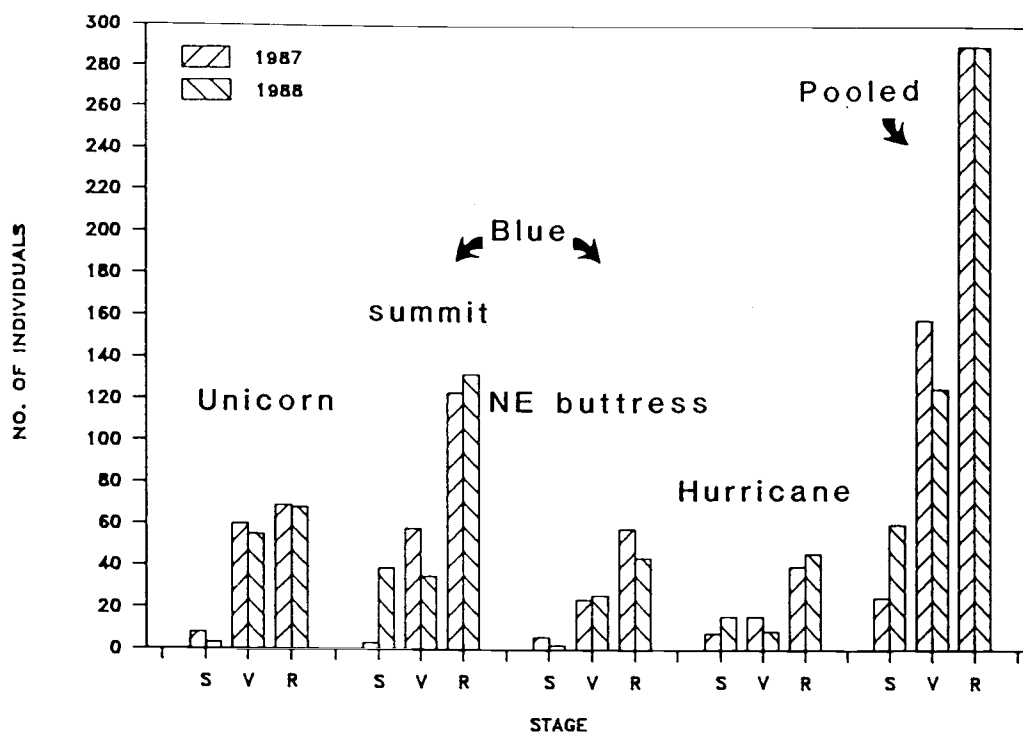 300
280
260
240
220
200
180
160
140
120
100
80
60
40
20
0
NO. OF INDIVIDUALS
1987
1988
Pooled
Blue
summit
Unicorn
NE buttress
Hurricane
S V R S V R S V R S V R S V R
STAGE